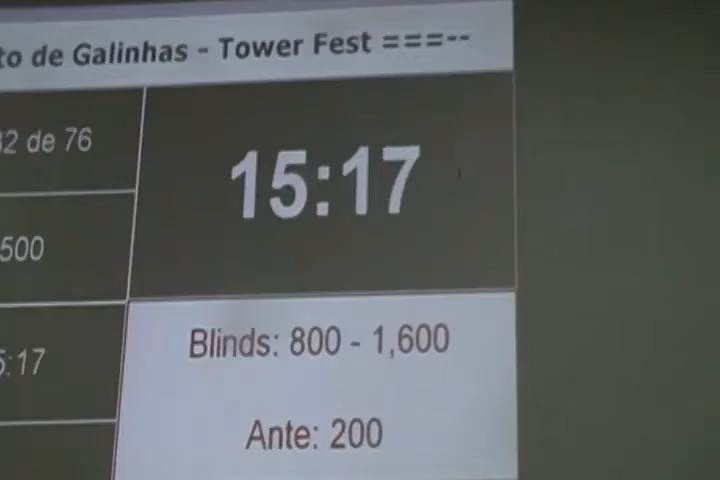 to de Galinhas - Tower Fest ===--
32 de 76
15:17
500
Blinds: 800 - 1,600
5:17
Ante: 200